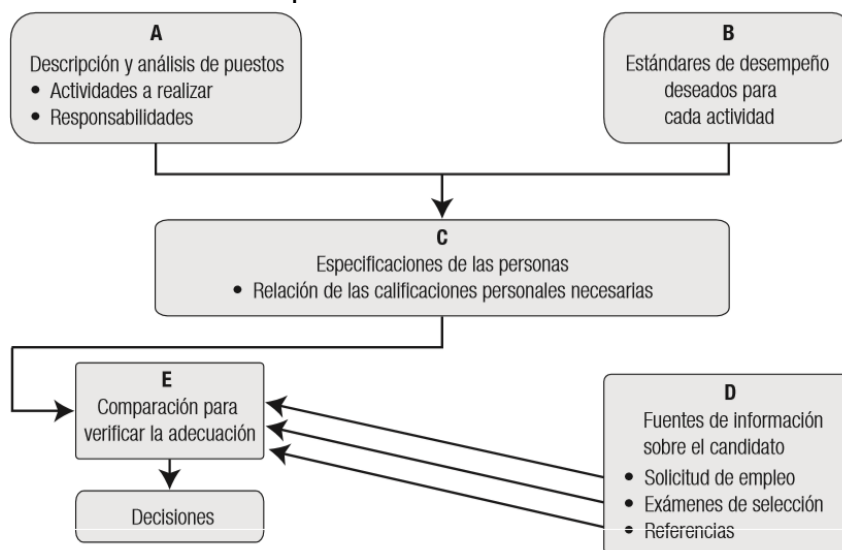 A
Descripción y análisis de puestos
• Actividades a realizar
• Responsabilidades
B
Estándares de desempeño
deseados para
cada actividad
C
Especificaciones de las personas
• Relación de las calificaciones personales necesarias
E
Comparación para
verificar la adecuación
Decisiones
D
Fuentes de información
sobre el candidato
• Solicitud de empleo
• Exámenes de selección
• Referencias